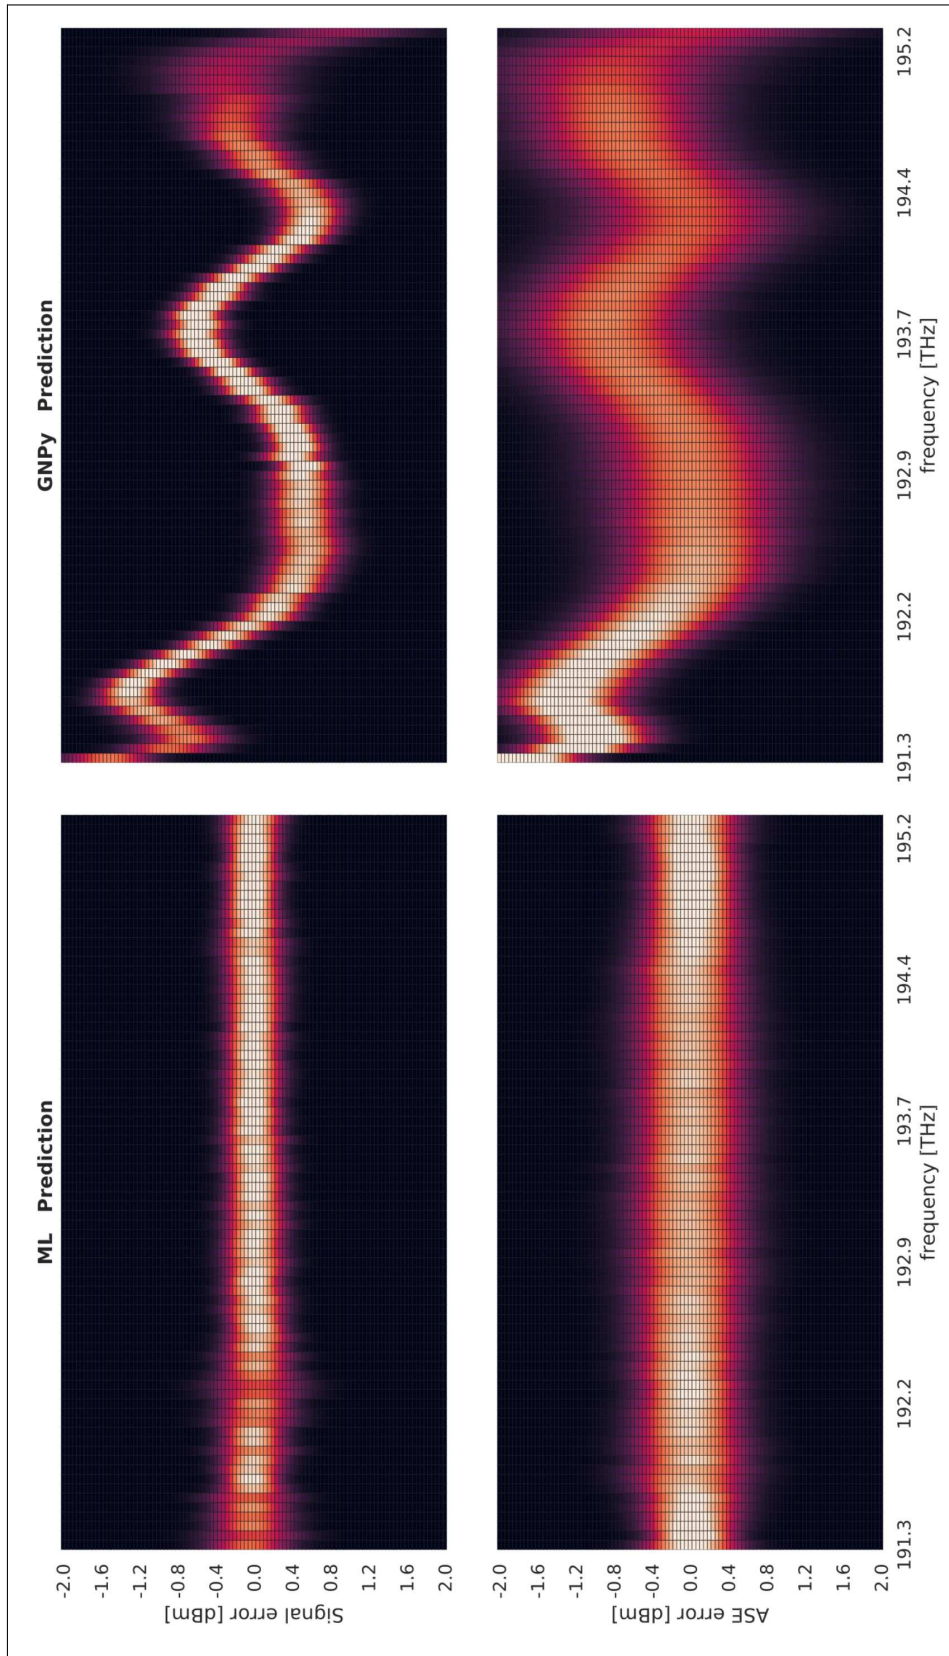 ML Prediction
GNPy Prediction
-2.0
-1.6
-1.2
-0.8
-0.4
0.0
0.4
0.8
1.2
1.6
2.0
Signal error [dBm]
-2.0
-1.6
-1.2
-0.8
-0.4
0.0
0.4
0.8
1.2
1.6
2.0
ASE error [dBm]
191.3 192.2 192.9 193.7 194.4 195.2
frequency [THz]
191.3 192.2 192.9 193.7 194.4 195.2
frequency [THz]